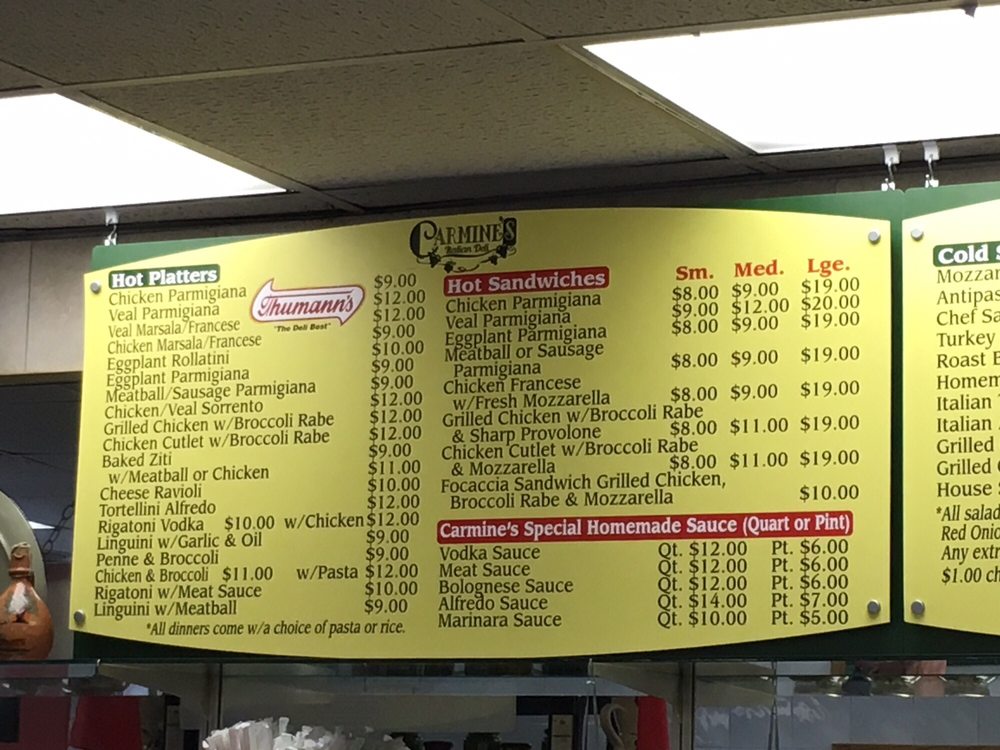 CARMINE'S
Italian Deli
Hot Platters
Thumann's
"The Deli Best"
Chicken Parmigiana $9.00
Veal Parmigiana $12.00
Veal Marsala/Francese $12.00
Chicken Marsala/Francese $9.00
Eggplant Rollatini $10.00
Eggplant Parmigiana $9.00
Meatball/Sausage Parmigiana $9.00
Chicken/Veal Sorrento $12.00
Grilled Chicken w/Broccoli Rabe $12.00
Chicken Cutlet w/Broccoli Rabe $12.00
Baked Ziti $9.00
w/Meatball or Chicken $11.00
Cheese Ravioli $10.00
Tortellini Alfredo $12.00
Rigatoni Vodka $10.00 w/Chicken $12.00
Linguini w/Garlic & Oil $9.00
Penne & Broccoli $9.00
Chicken & Broccoli $11.00 w/Pasta $12.00
Rigatoni w/Meat Sauce $10.00
Linguini w/Meatball $9.00
*All dinners come w/a choice of pasta or rice.
Hot Sandwiches Sm. Med. Lge.
Chicken Parmigiana $8.00 $9.00 $19.00
Veal Parmigiana $9.00 $12.00 $20.00
Eggplant Parmigiana $8.00 $9.00 $19.00
Meatball or Sausage
Parmigiana $8.00 $9.00 $19.00
Chicken Francese
w/Fresh Mozzarella $8.00 $9.00 $19.00
Grilled Chicken w/Broccoli Rabe
& Sharp Provolone $8.00 $11.00 $19.00
Chicken Cutlet w/Broccoli Rabe
& Mozzarella $8.00 $11.00 $19.00
Focaccia Sandwich Grilled Chicken,
Broccoli Rabe & Mozzarella $10.00
Carmine's Special Homemade Sauce (Quart or Pint)
Vodka Sauce Qt. $12.00 Pt. $6.00
Meat Sauce Qt. $12.00 Pt. $6.00
Bolognese Sauce Qt. $12.00 Pt. $6.00
Alfredo Sauce Qt. $14.00 Pt. $7.00
Marinara Sauce Qt. $10.00 Pt. $5.00
Cold
Mozzar
Antipas
Chef Sa
Turkey
Roast
Homem
Italian
Italian
Grilled
Grilled
House
*All salad
Red Onio
Any extr
$1.00 ch